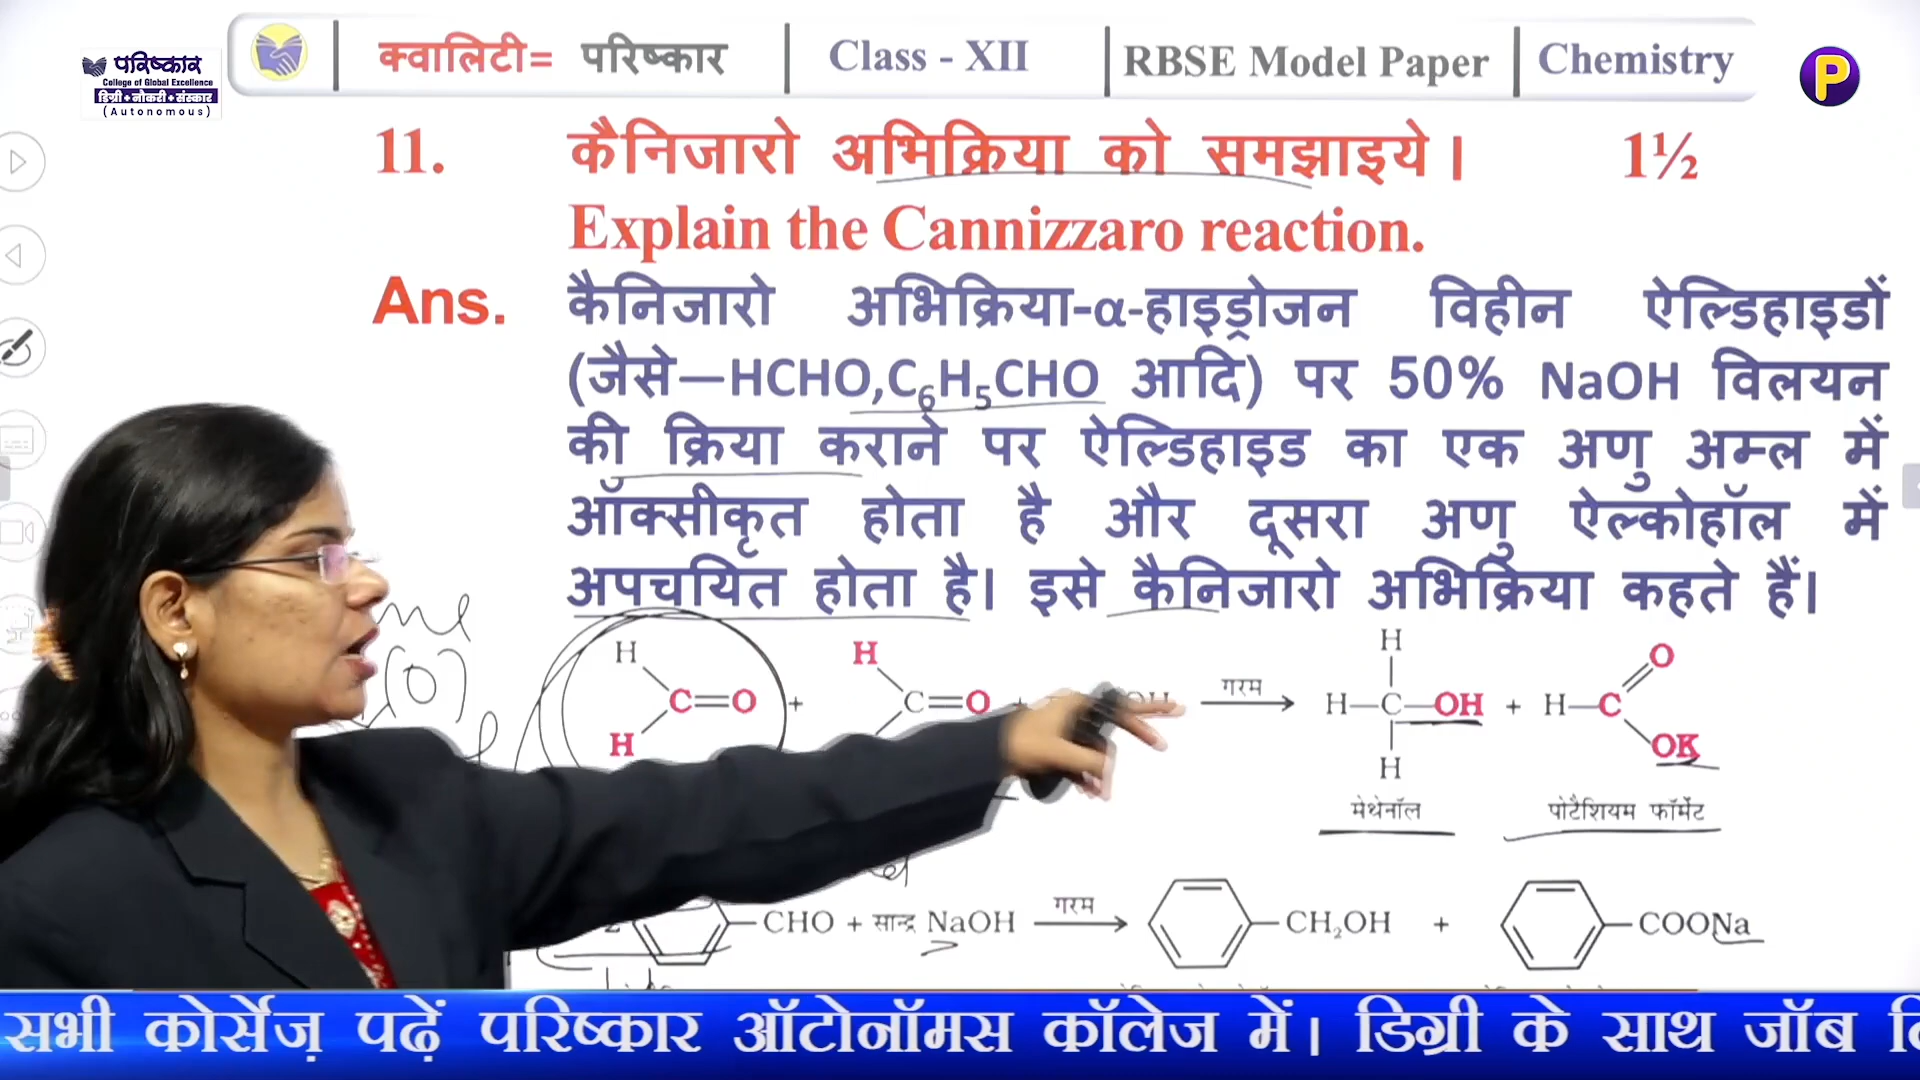 परिष्कार
College of Global Excellence
डिग्री + नौकरी + संस्कार
(Autonomous)
क्वालिटी= परिष्कार
Class - XII
RBSE Model Paper
Chemistry
P
11. कैनिजारो अभिक्रिया को समझाइये। 1½
Explain the Cannizzaro reaction.
Ans. कैनिजारो अभिक्रिया-α-हाइड्रोजन विहीन ऐल्डिहाइडों
(जैसे—HCHO,C₆H₅CHO आदि) पर 50% NaOH विलयन
की क्रिया कराने पर ऐल्डिहाइड का एक अणु अम्ल में
ऑक्सीकृत होता है और दूसरा अणु ऐल्कोहॉल में
अपचयित होता है। इसे कैनिजारो अभिक्रिया कहते हैं।
H H H O
C=O + C=O + गरम H—C—OH + H—C
H H OK
मेथेनॉल पोटैशियम फॉर्मेट
CHO + सान्द्र NaOH गरम CH₂OH + COONa
सभी कोर्सेज़ पढ़ें परिष्कार ऑटोनॉमस कॉलेज में। डिग्री के साथ जॉब